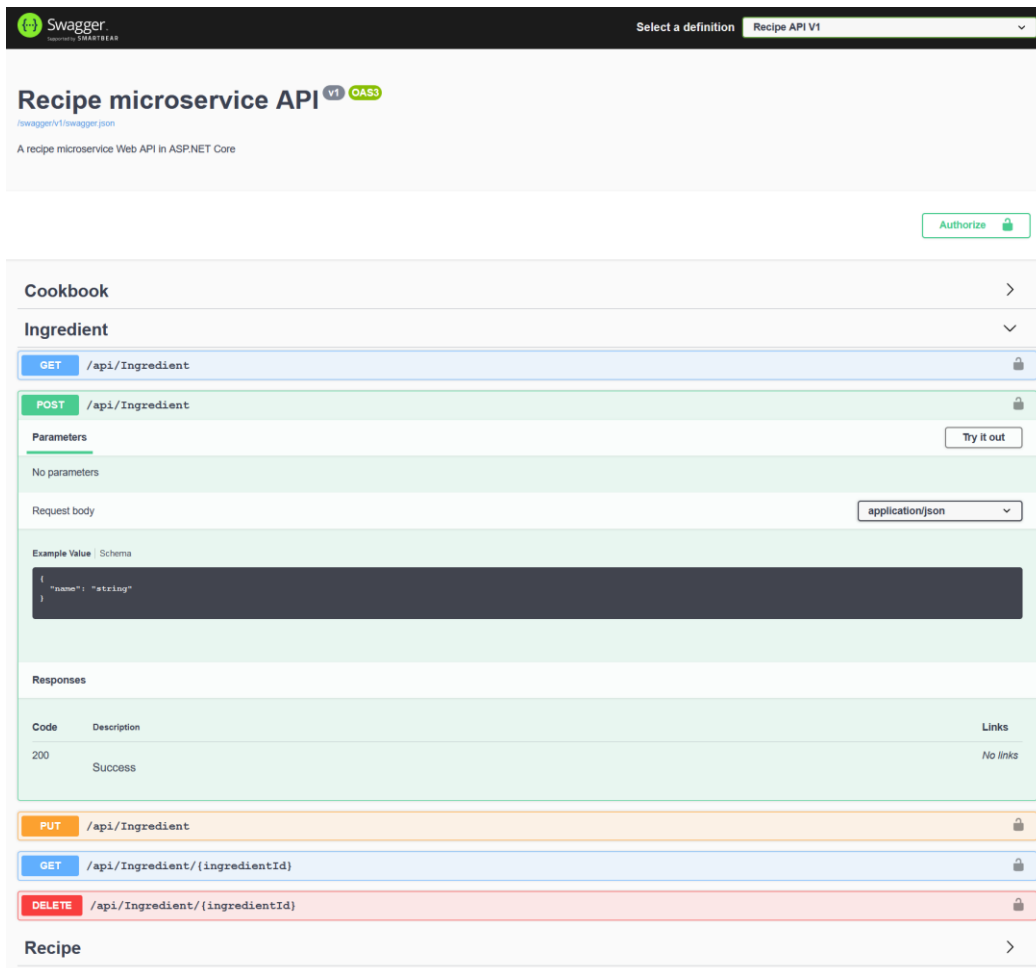 Swagger.
Supported by SMARTBEAR
Select a definition Recipe API V1
Recipe microservice API v1 OAS3
/swagger/v1/swagger.json
A recipe microservice Web API in ASP.NET Core
Authorize
Cookbook
Ingredient
GET /api/Ingredient
POST /api/Ingredient
Parameters Try it out
No parameters
Request body application/json
Example Value | Schema
{
"name": "string"
}
Responses
Code Description Links
200 Success No links
PUT /api/Ingredient
GET /api/Ingredient/{ingredientId}
DELETE /api/Ingredient/{ingredientId}
Recipe